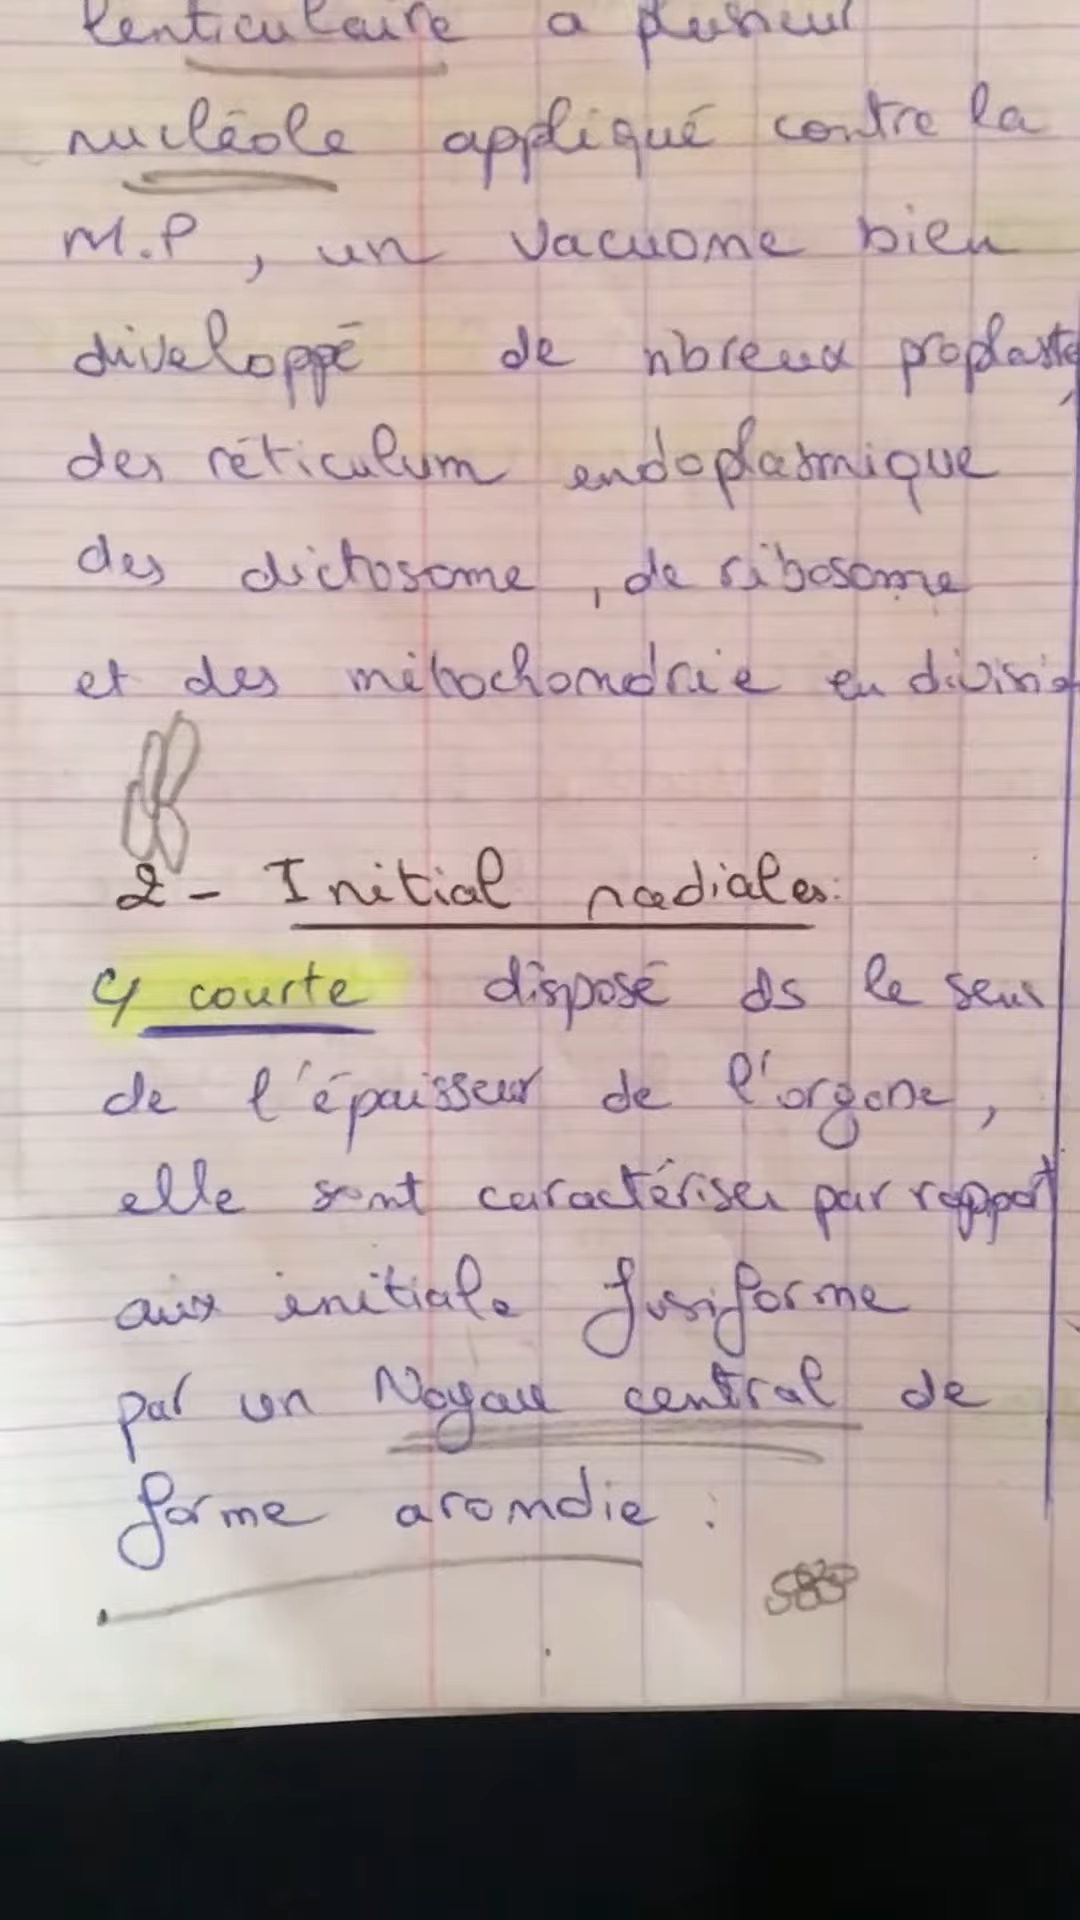 lenticulaire a plusieur
nucléole appliqué contre la
M.P, un vacuome bien
diveloppé de nbreux proplaste,
des réticulum endoplasmique
des dictosome, de ribosome
et des mitochondrie en divisio
2- Initial radiales:
courte disposé ds le sens
de l'épaisseur de l'organe,
elle sont caractériser par rapport
aux initiale fusiforme
par un Noyau central de
forme arondie :